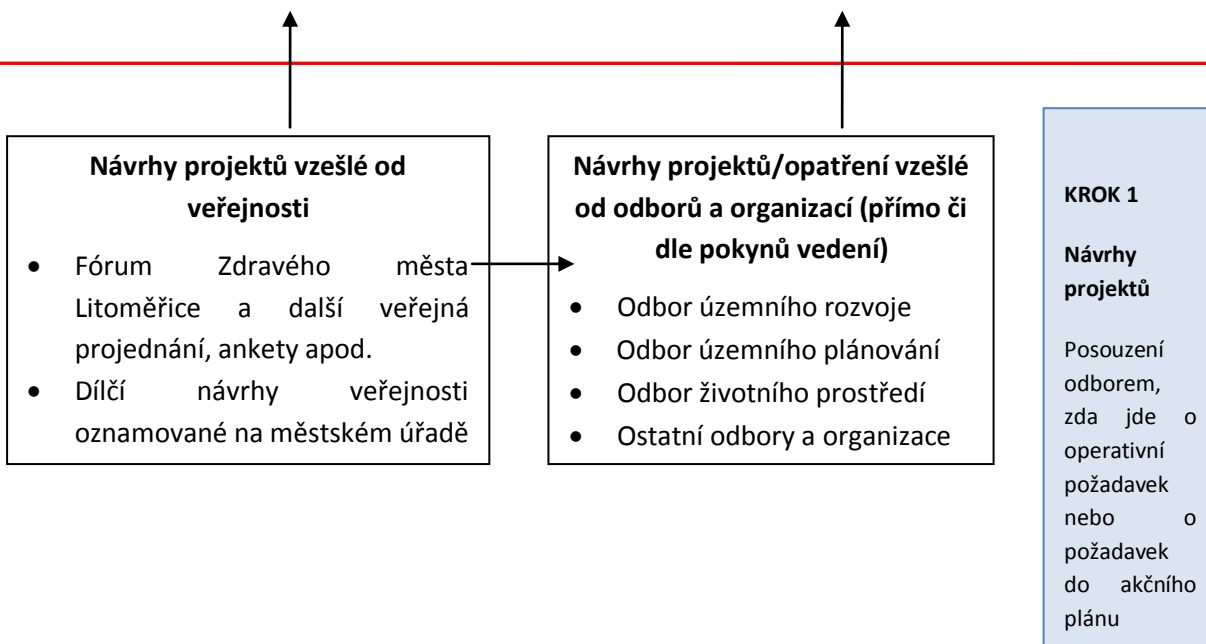 Návrhy projektů vzešlé od
veřejnosti
• Fórum Zdravého města
Litoměřice a další veřejná
projednání, ankety apod.
• Dílčí návrhy veřejnosti
oznamované na městském úřadě
Návrhy projektů/opatření vzešlé
od odborů a organizací (přímo či
dle pokynů vedení)
• Odbor územního rozvoje
• Odbor územního plánování
• Odbor životního prostředí
• Ostatní odbory a organizace
KROK 1
Návrhy
projektů
Posouzení
odborem,
zda jde o
operativní
požadavek
nebo o
požadavek
do akčního
plánu